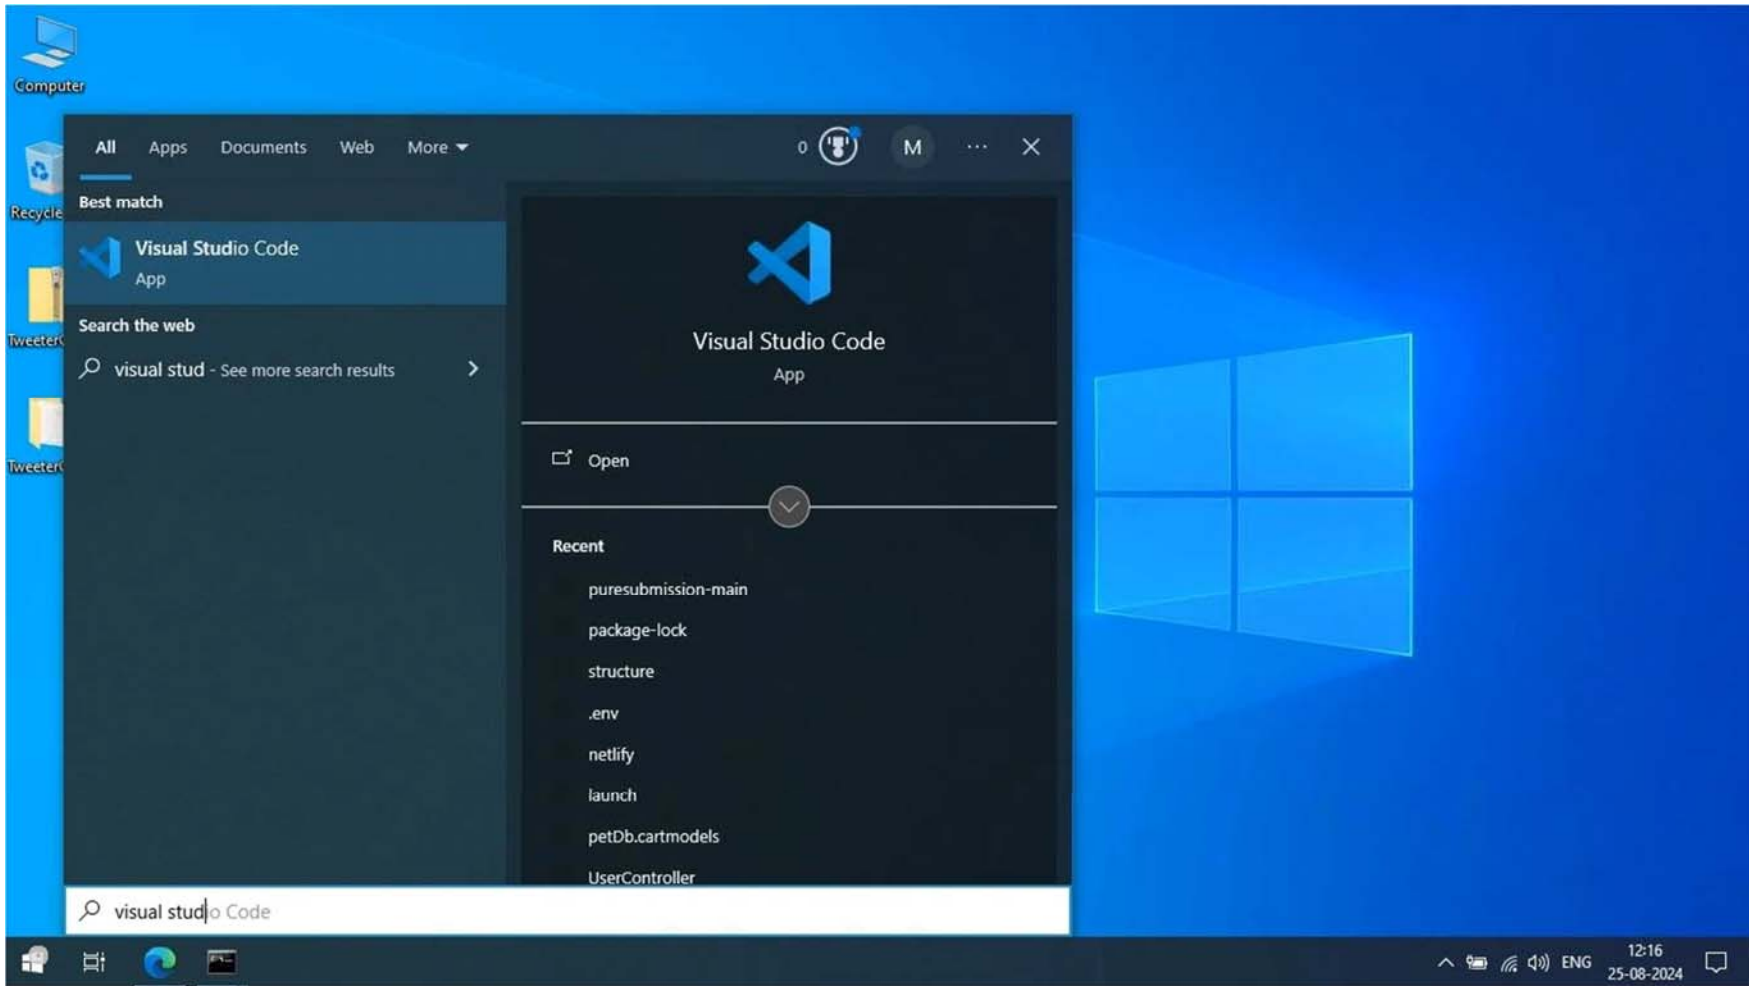 Computer
All Apps Documents Web More
0 M ... 
Best match
Visual Studio Code
App
Search the web
visual stud - See more search results
Recycle
Tweeter
Tweeter
Visual Studio Code
App
Open
Recent
puresubmission-main
package-lock
structure
.env
netlify
launch
petDb.cartmodels
UserController
visual studio Code
ENG
12:16
25-08-2024